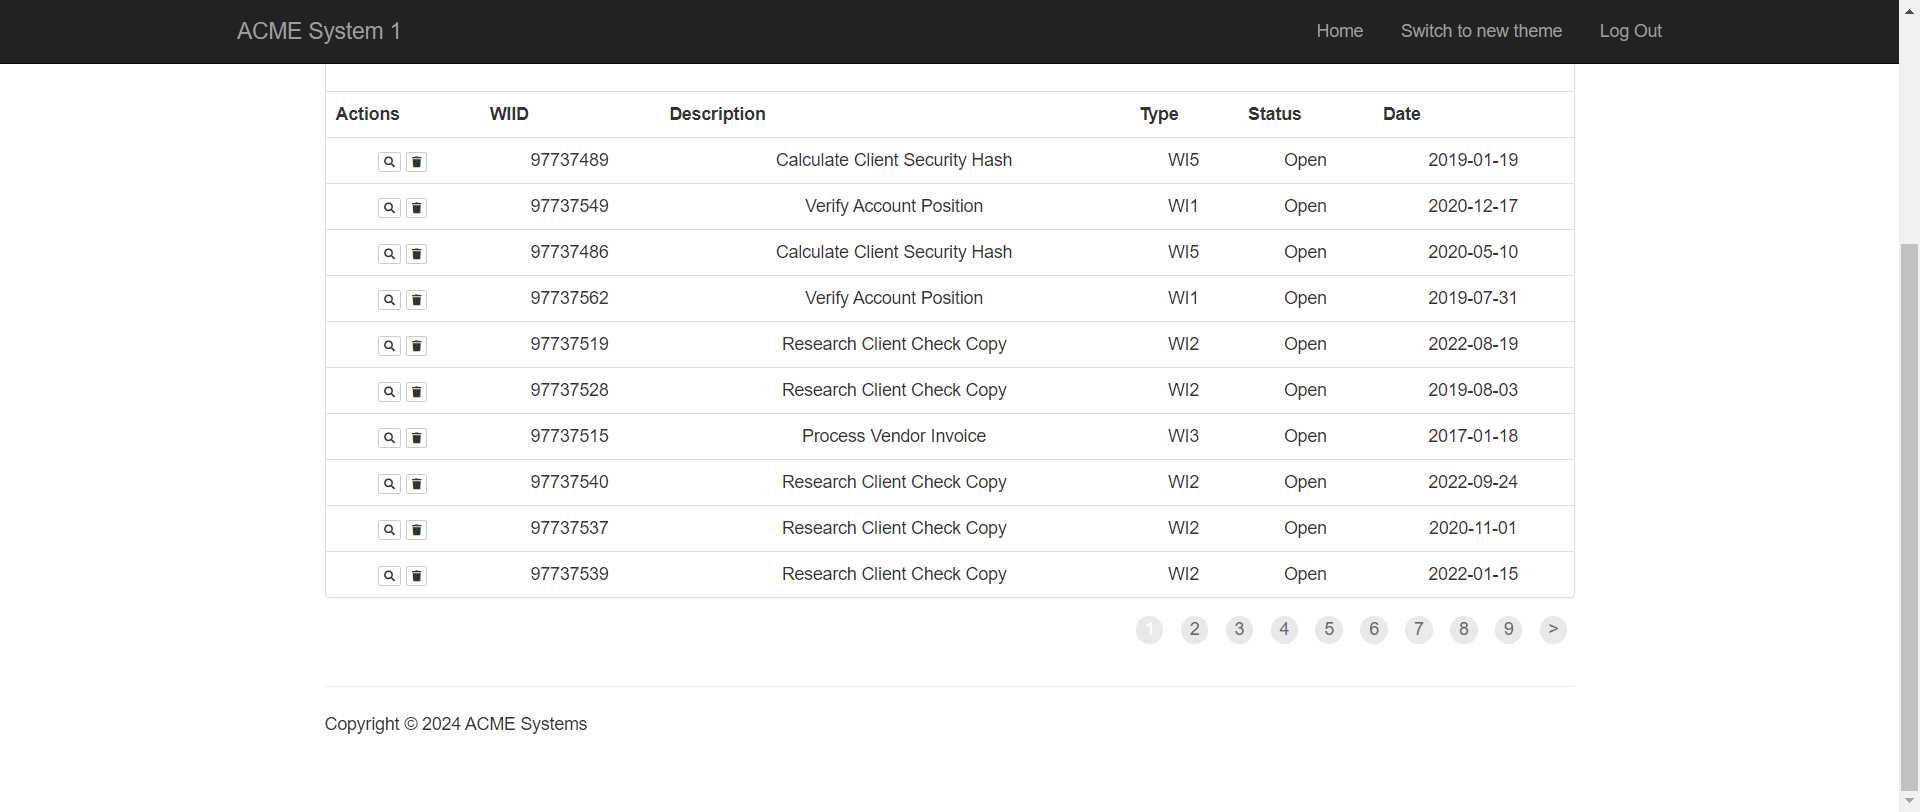 ACME System 1 Home Switch to new theme Log Out
Actions WIID Description Type Status Date
97737489 Calculate Client Security Hash WI5 Open 2019-01-19
97737549 Verify Account Position WI1 Open 2020-12-17
97737486 Calculate Client Security Hash WI5 Open 2020-05-10
97737562 Verify Account Position WI1 Open 2019-07-31
97737519 Research Client Check Copy WI2 Open 2022-08-19
97737528 Research Client Check Copy WI2 Open 2019-08-03
97737515 Process Vendor Invoice WI3 Open 2017-01-18
97737540 Research Client Check Copy WI2 Open 2022-09-24
97737537 Research Client Check Copy WI2 Open 2020-11-01
97737539 Research Client Check Copy WI2 Open 2022-01-15
1 2 3 4 5 6 7 8 9 >
Copyright © 2024 ACME Systems